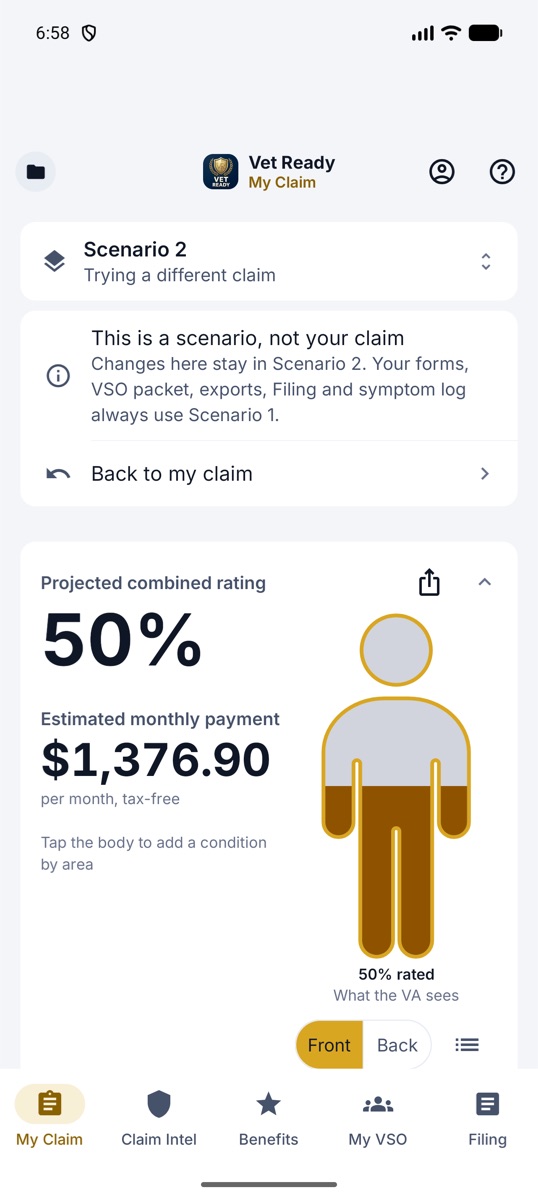 6:58
VET
READY
Vet Ready
My Claim
Scenario 2
Trying a different claim
This is a scenario, not your claim
Changes here stay in Scenario 2. Your forms,
VSO packet, exports, Filing and symptom log
always use Scenario 1.
Back to my claim
Projected combined rating
50%
Estimated monthly payment
$1,376.90
per month, tax-free
Tap the body to add a condition
by area
50% rated
What the VA sees
Front
Back
My Claim
Claim Intel
Benefits
My VSO
Filing